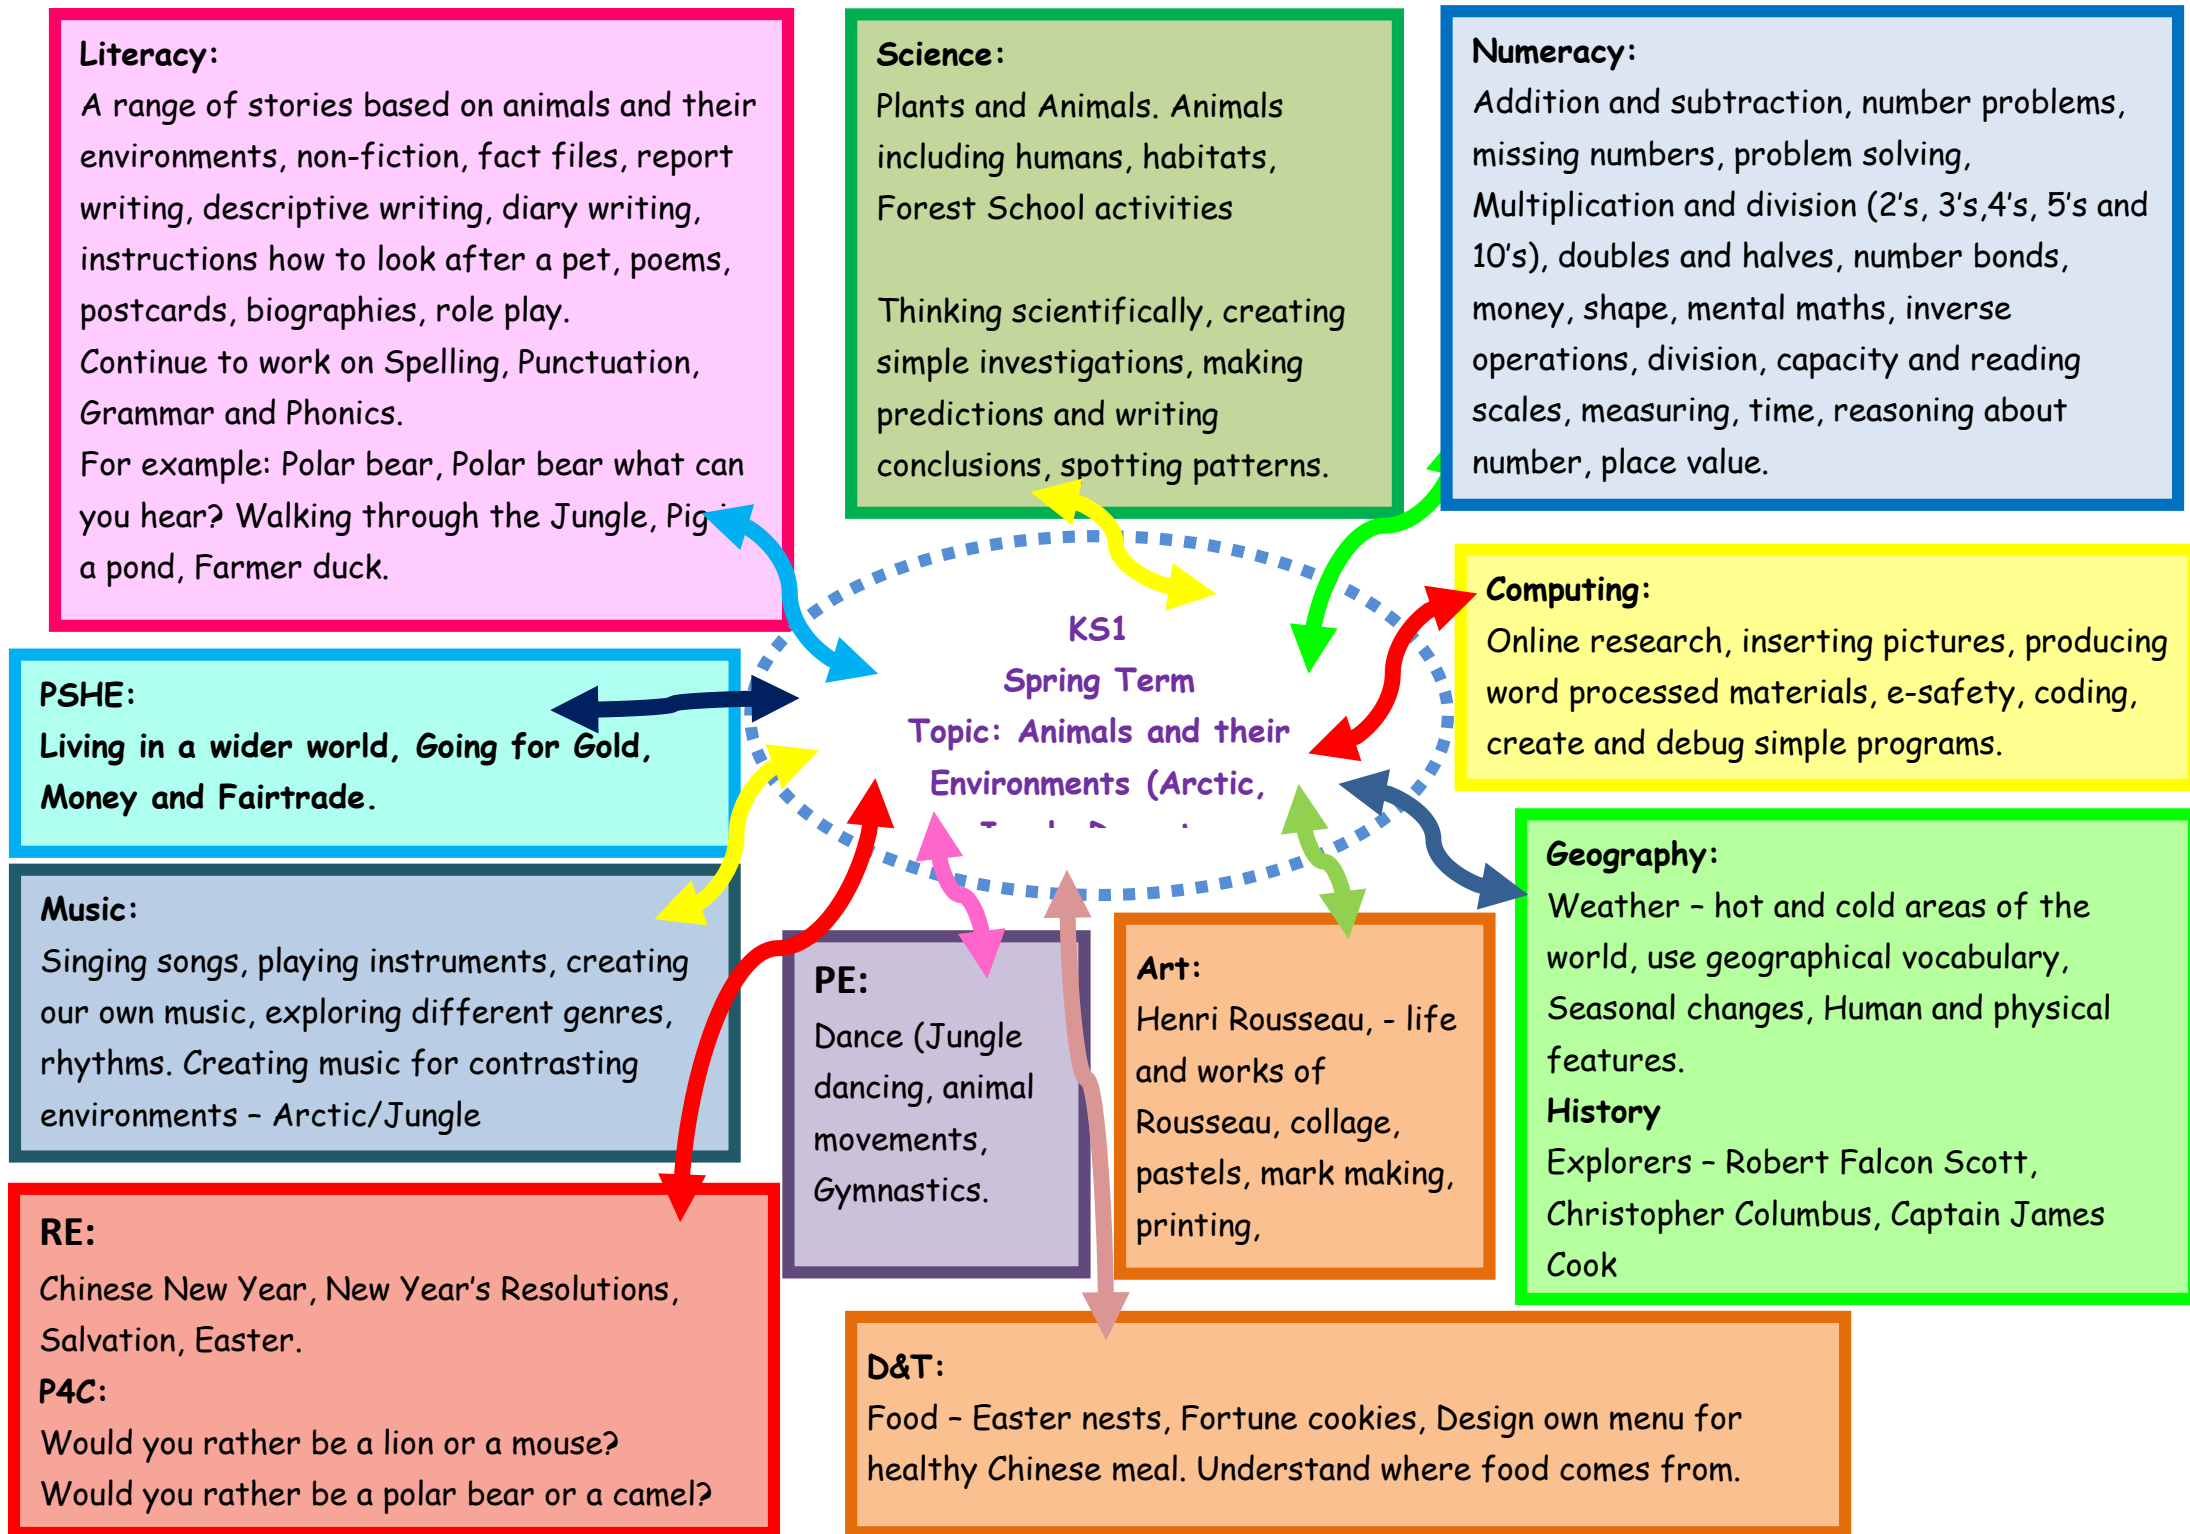 Literacy:
A range of stories based on animals and their
environments, non-fiction, fact files, report
writing, descriptive writing, diary writing,
instructions how to look after a pet, poems,
postcards, biographies, role play.
Continue to work on Spelling, Punctuation,
Grammar and Phonics.
For example: Polar bear, Polar bear what can
you hear? Walking through the Jungle, Pig
a pond, Farmer duck.
Science:
Plants and Animals. Animals
including humans, habitats,
Forest School activities
Thinking scientifically, creating
simple investigations, making
predictions and writing
conclusions, spotting patterns.
Numeracy:
Addition and subtraction, number problems,
missing numbers, problem solving,
Multiplication and division (2's, 3's,4's, 5's and
10's), doubles and halves, number bonds,
money, shape, mental maths, inverse
operations, division, capacity and reading
scales, measuring, time, reasoning about
number, place value.
Computing:
Online research, inserting pictures, producing
word processed materials, e-safety, coding,
create and debug simple programs.
KS1
Spring Term
Topic: Animals and their
Environments (Arctic,
PSHE:
Living in a wider world, Going for Gold,
Money and Fairtrade.
Music:
Singing songs, playing instruments, creating
our own music, exploring different genres,
rhythms. Creating music for contrasting
environments – Arctic/Jungle
RE:
Chinese New Year, New Year's Resolutions,
Salvation, Easter.
P4C:
Would you rather be a lion or a mouse?
Would you rather be a polar bear or a camel?
PE:
Dance (Jungle
dancing, animal
movements,
Gymnastics.
Art:
Henri Rousseau, - life
and works of
Rousseau, collage,
pastels, mark making,
printing,
Geography:
Weather – hot and cold areas of the
world, use geographical vocabulary,
Seasonal changes, Human and physical
features.
History
Explorers – Robert Falcon Scott,
Christopher Columbus, Captain James
Cook
D&T:
Food – Easter nests, Fortune cookies, Design own menu for
healthy Chinese meal. Understand where food comes from.